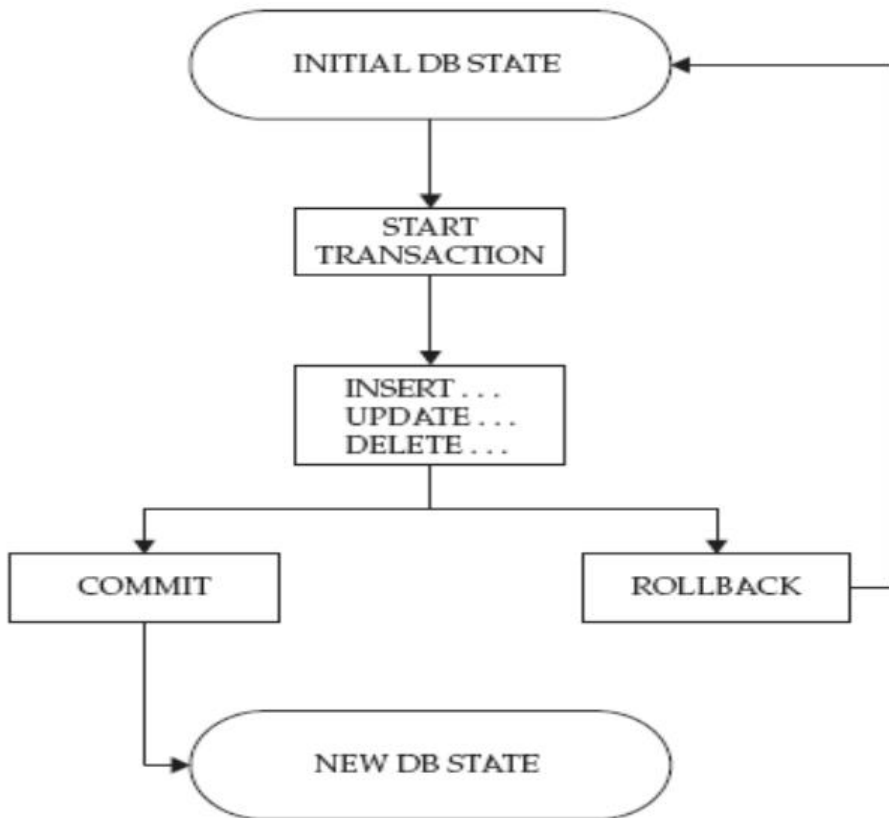 INITIAL DB STATE
START
TRANSACTION
INSERT . . .
UPDATE . . .
DELETE . . .
COMMIT
ROLLBACK
NEW DB STATE